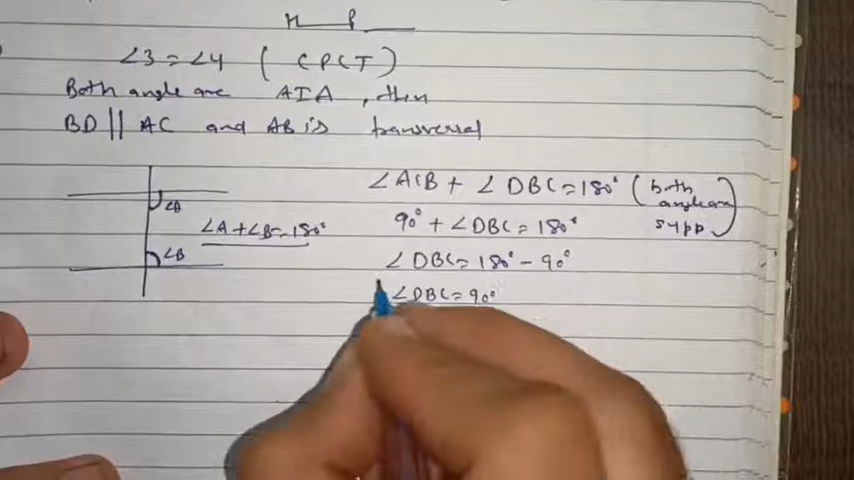 ∠3 = ∠4 ( CPCT )
Both angle are AIA, then
BD || AC and AB is transversal
∠ACB + ∠DBC = 180° ( both angle are supp )
90° + ∠DBC = 180°
∠DBC = 180° - 90°
∠DBC = 90°
∠A
∠A + ∠B = 180°
∠B